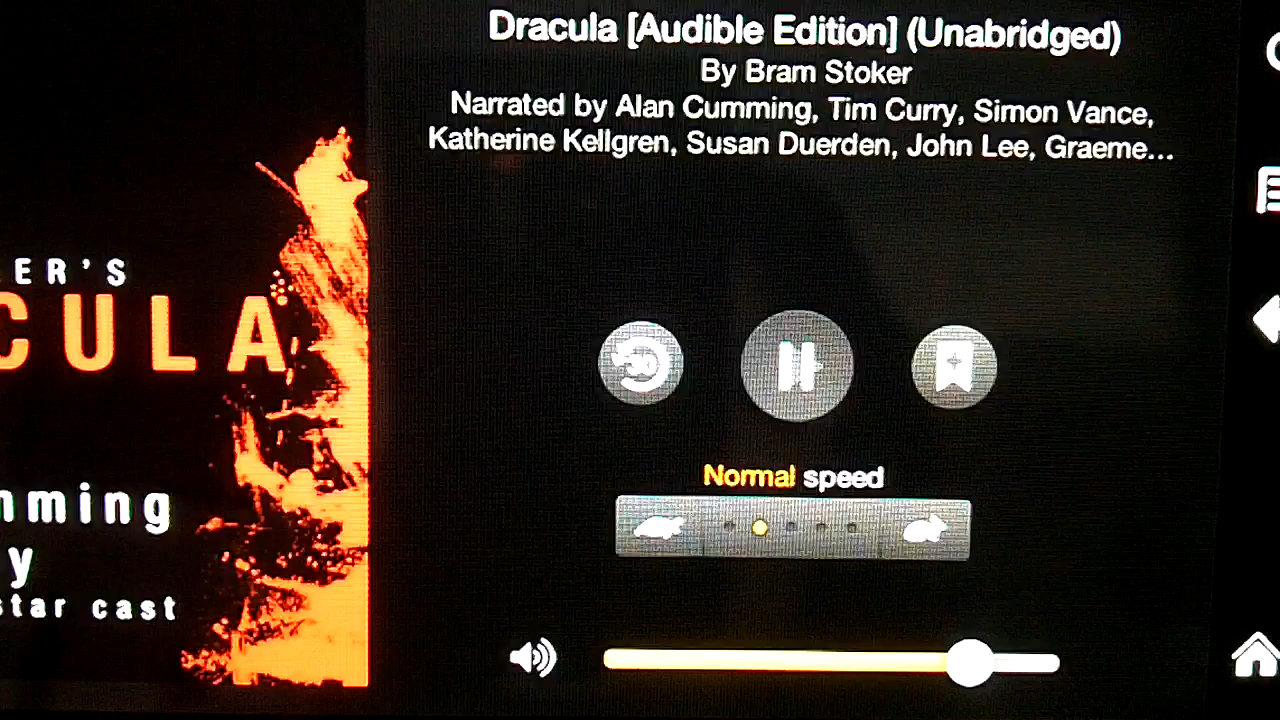 Dracula [Audible Edition] (Unabridged)
By Bram Stoker
Narrated by Alan Cumming, Tim Curry, Simon Vance,
Katherine Kellgren, Susan Duerden, John Lee, Graeme...
ER'S
CULA
mming
y
star cast
30
Normal speed